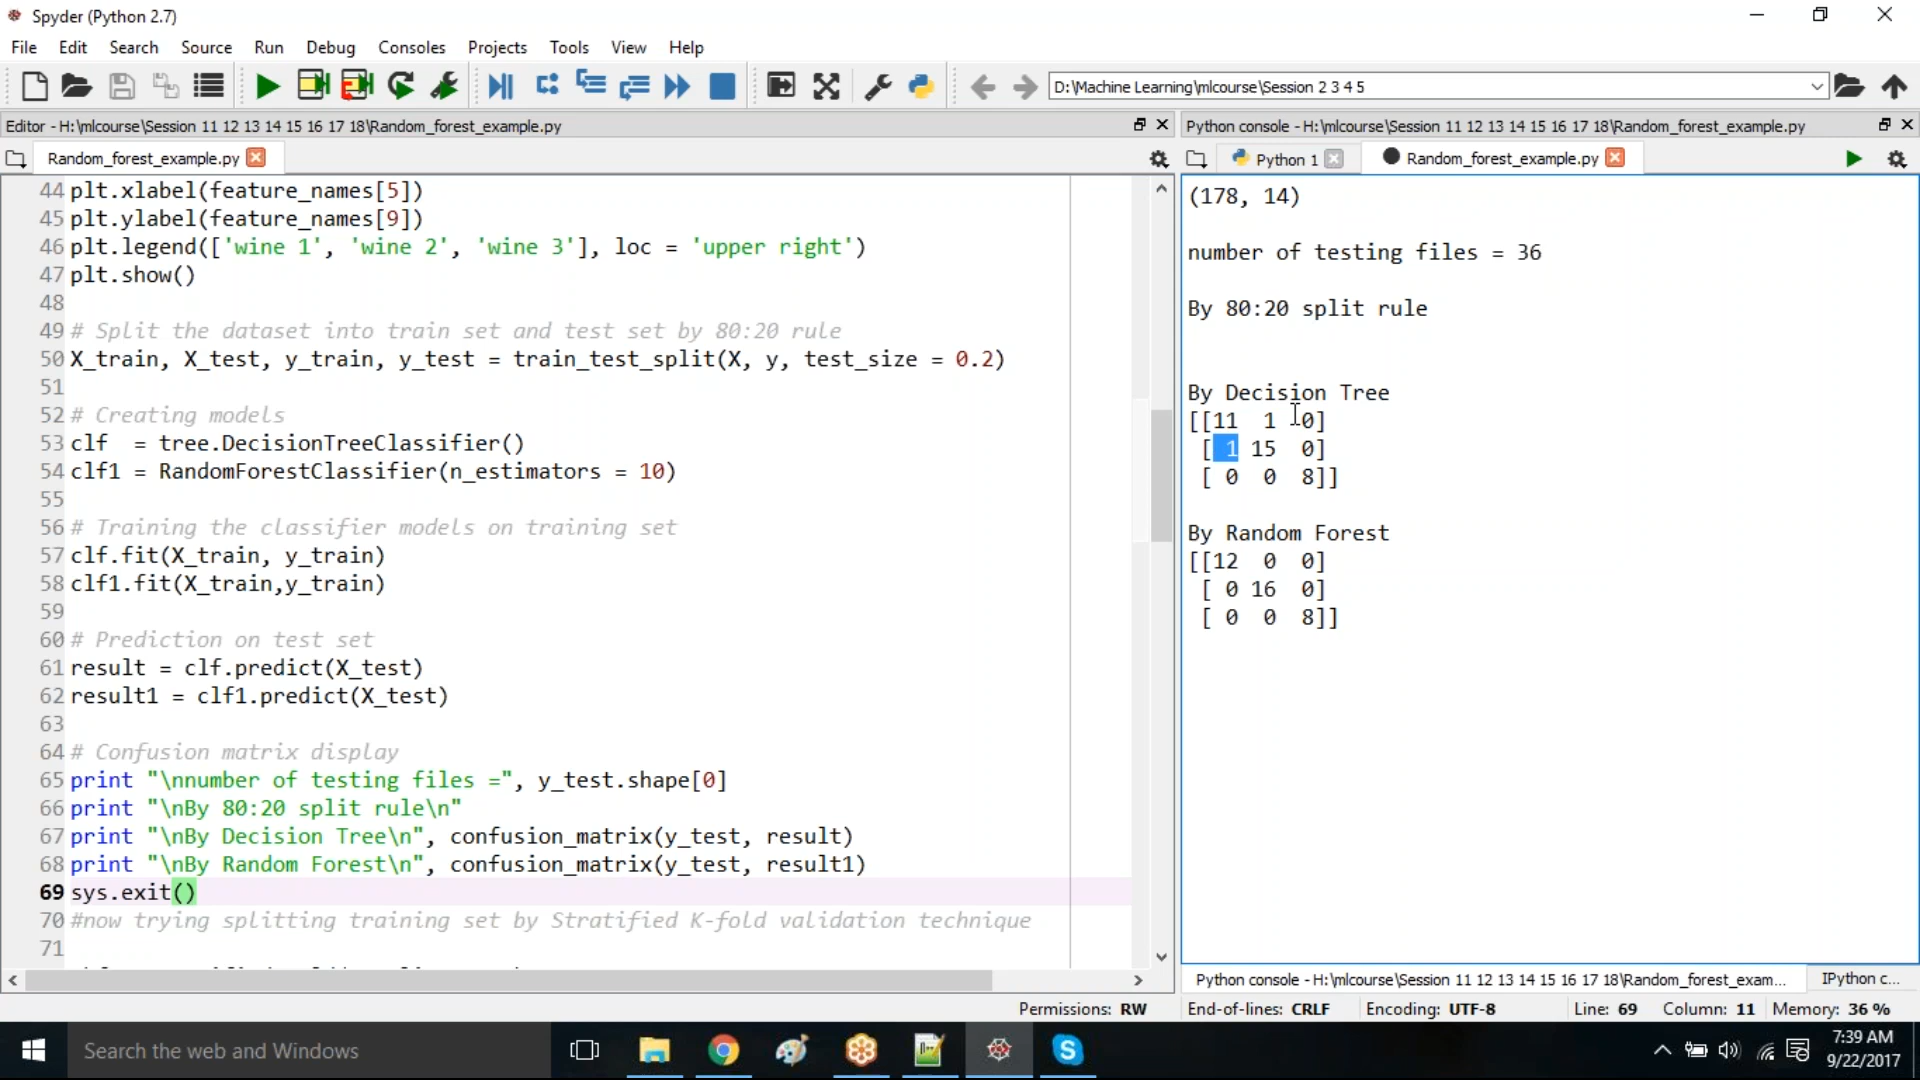 Spyder (Python 2.7)
File Edit Search Source Run Debug Consoles Projects Tools View Help
D:\Machine Learning\mlcourse\Session 2 3 4 5
Editor - H:\mlcourse\Session 11 12 13 14 15 16 17 18\Random_forest_example.py
Random_forest_example.py
44 plt.xlabel(feature_names[5])
45 plt.ylabel(feature_names[9])
46 plt.legend(['wine 1', 'wine 2', 'wine 3'], loc = 'upper right')
47 plt.show()
48
49 # Split the dataset into train set and test set by 80:20 rule
50 X_train, X_test, y_train, y_test = train_test_split(X, y, test_size = 0.2)
51
52 # Creating models
53 clf  = tree.DecisionTreeClassifier()
54 clf1 = RandomForestClassifier(n_estimators = 10)
55
56 # Training the classifier models on training set
57 clf.fit(X_train, y_train)
58 clf1.fit(X_train,y_train)
59
60 # Prediction on test set
61 result = clf.predict(X_test)
62 result1 = clf1.predict(X_test)
63
64 # Confusion matrix display
65 print "\nnumber of testing files =", y_test.shape[0]
66 print "\nBy 80:20 split rule\n"
67 print "\nBy Decision Tree\n", confusion_matrix(y_test, result)
68 print "\nBy Random Forest\n", confusion_matrix(y_test, result1)
69 sys.exit()
70 #now trying splitting training set by Stratified K-fold validation technique
71
Python console - H:\mlcourse\Session 11 12 13 14 15 16 17 18\Random_forest_example.py
Python 1 Random_forest_example.py
(178, 14)
number of testing files = 36
By 80:20 split rule
By Decision Tree
[[11  1  0]
 [ 1 15  0]
 [ 0  0  8]]
By Random Forest
[[12  0  0]
 [ 0 16  0]
 [ 0  0  8]]
Python console - H:\mlcourse\Session 11 12 13 14 15 16 17 18\Random_forest_exam... IPython c...
Permissions: RW End-of-lines: CRLF Encoding: UTF-8 Line: 69 Column: 11 Memory: 36 %
Search the web and Windows
7:39 AM
9/22/2017